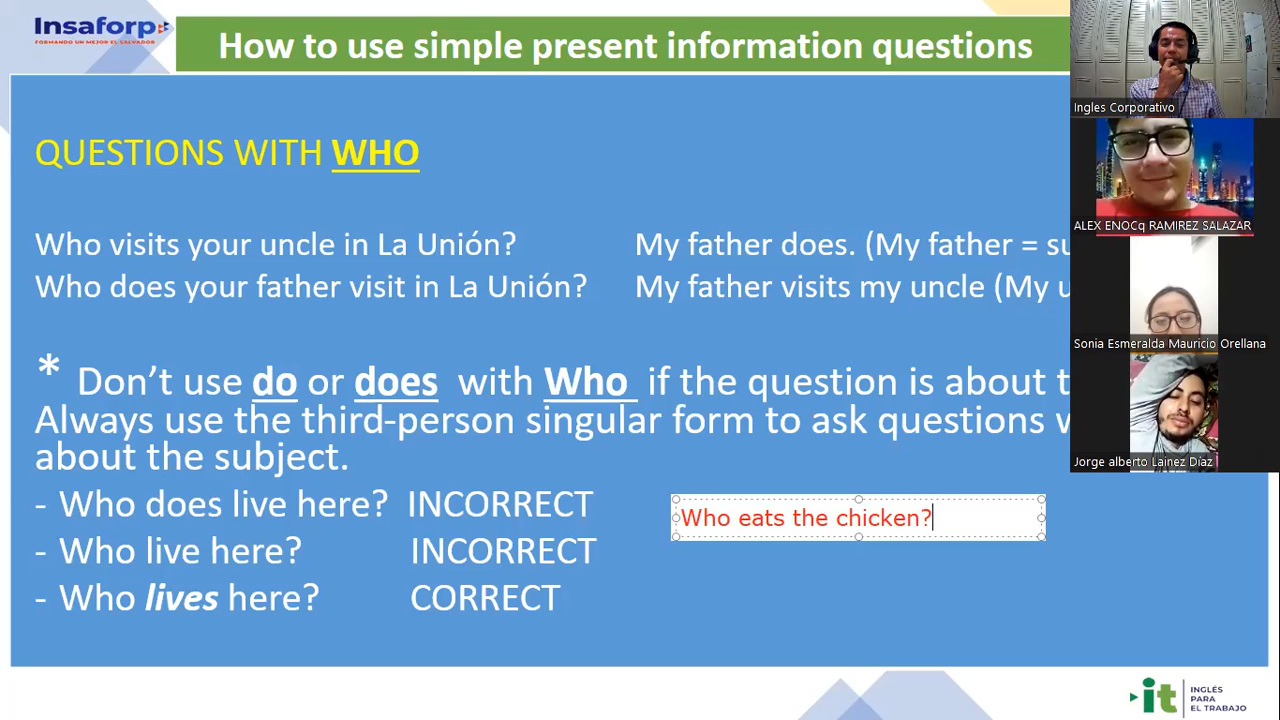 Insaforp
FORMANDO UN MEJOR EL SALVADOR
How to use simple present information questions
Ingles Corporativo
QUESTIONS WITH WHO
ALEX ENOCq RAMIREZ SALAZAR
Who visits your uncle in La Unión? My father does. (My father = su
Who does your father visit in La Unión? My father visits my uncle (My u
Sonia Esmeralda Mauricio Orellana
* Don’t use do or does with Who if the question is about t
Always use the third-person singular form to ask questions w
about the subject.
Jorge alberto Lainez Diaz
- Who does live here? INCORRECT
Who eats the chicken?
- Who live here? INCORRECT
- Who lives here? CORRECT
it
INGLÉS
PARA
EL TRABAJO